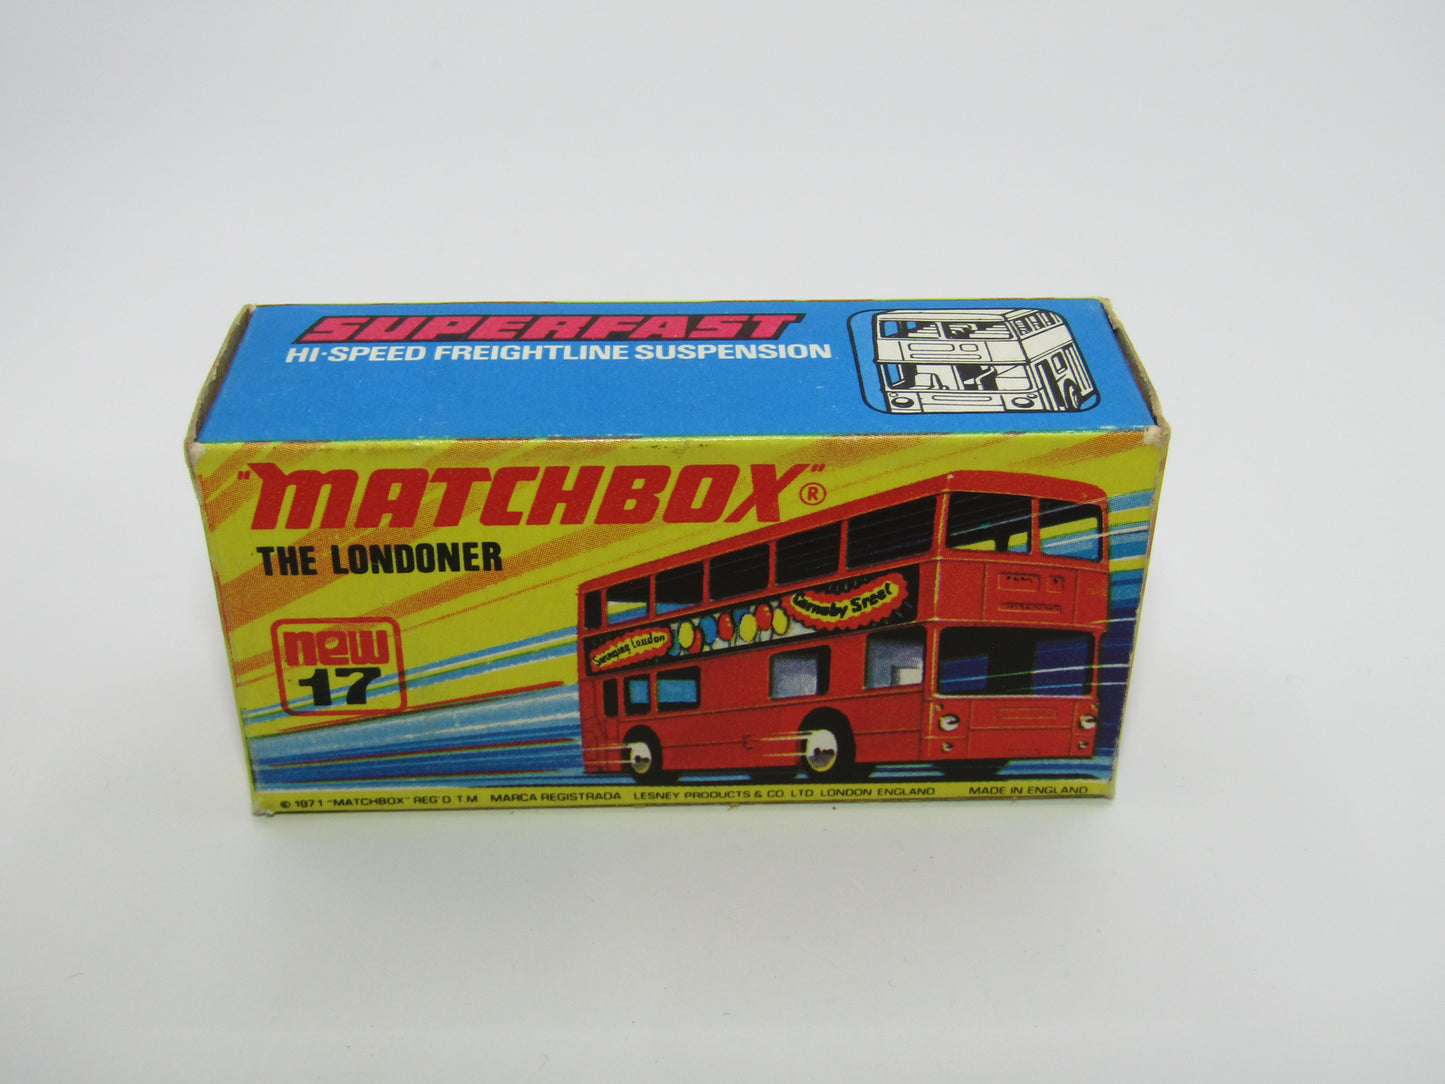 SUPERFAST
HI·SPEED FREIGHTLINE SUSPENSION
"MATCHBOX"®
THE LONDONER
new
17
Swinging London
Carnaby Sreet
© 1971 "MATCHBOX" REG'D T.M MARCA REGISTRADA LESNEY PRODUCTS & CO. LTD. LONDON ENGLAND MADE IN ENGLAND